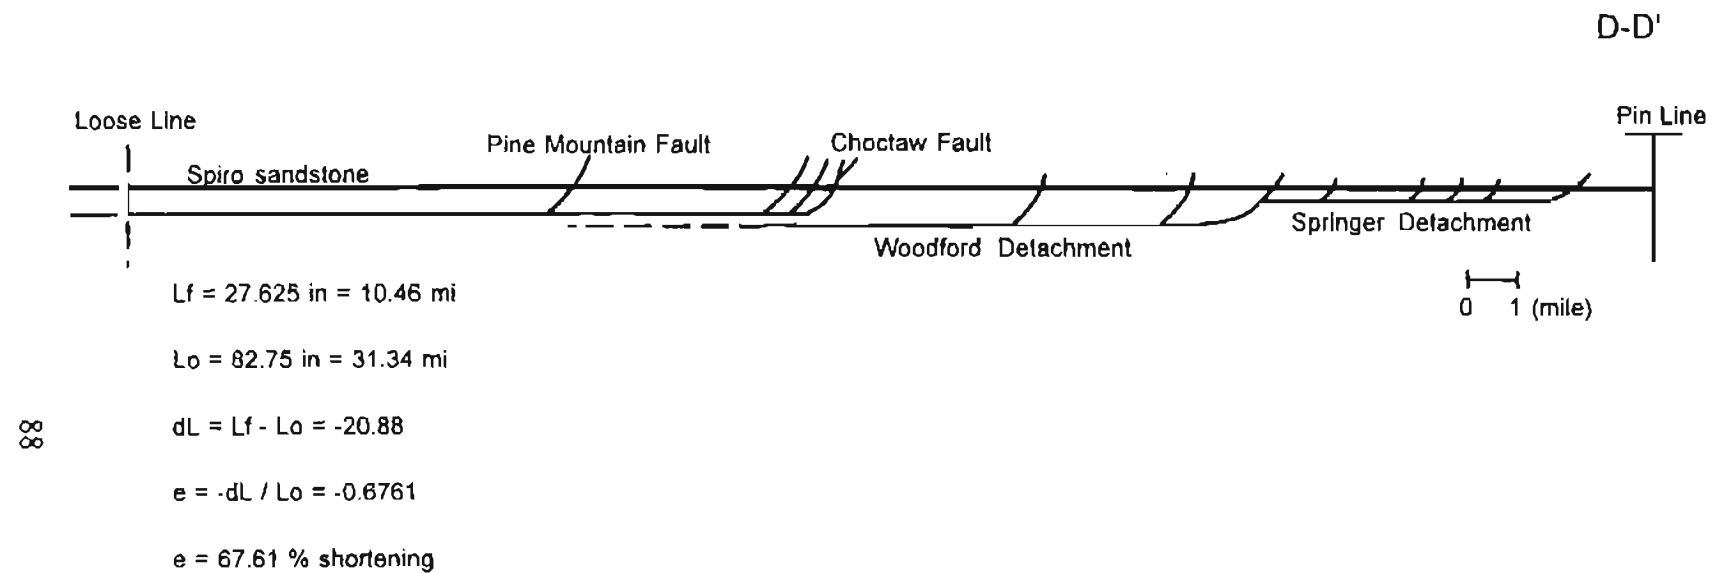 D-D'
Loose Line
Pin Line
Pine Mountain Fault
Choctaw Fault
Spiro sandstone
Springer Detachment
Woodford Detachment
Lf = 27.625 in = 10.46 mi
0 1 (mile)
Lo = 82.75 in = 31.34 mi
dL = Lf - Lo = -20.88
e = -dL / Lo = -0.6761
e = 67.61 % shortening
88